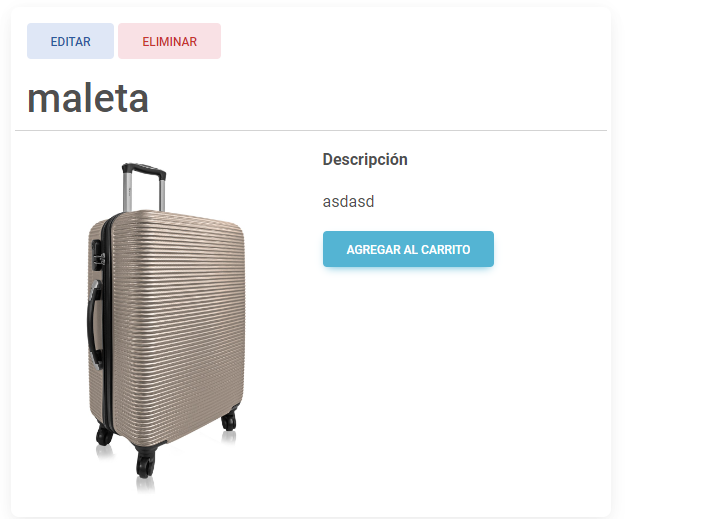 EDITAR ELIMINAR
maleta
Descripción
asdasd
AGREGAR AL CARRITO